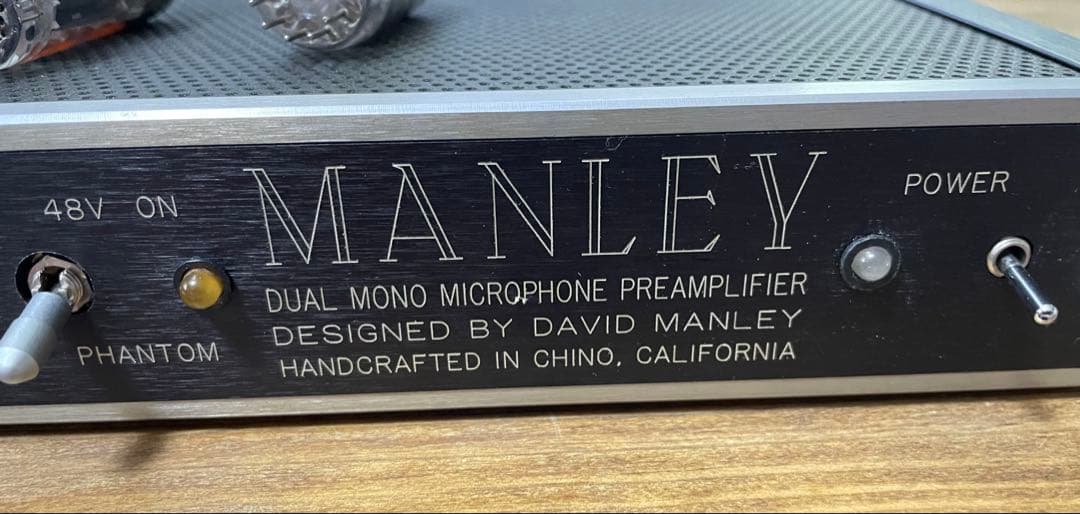 48V ON
PHANTOM
MANLEY
DUAL MONO MICROPHONE PREAMPLIFIER
DESIGNED BY DAVID MANLEY
HANDCRAFTED IN CHINO, CALIFORNIA
POWER